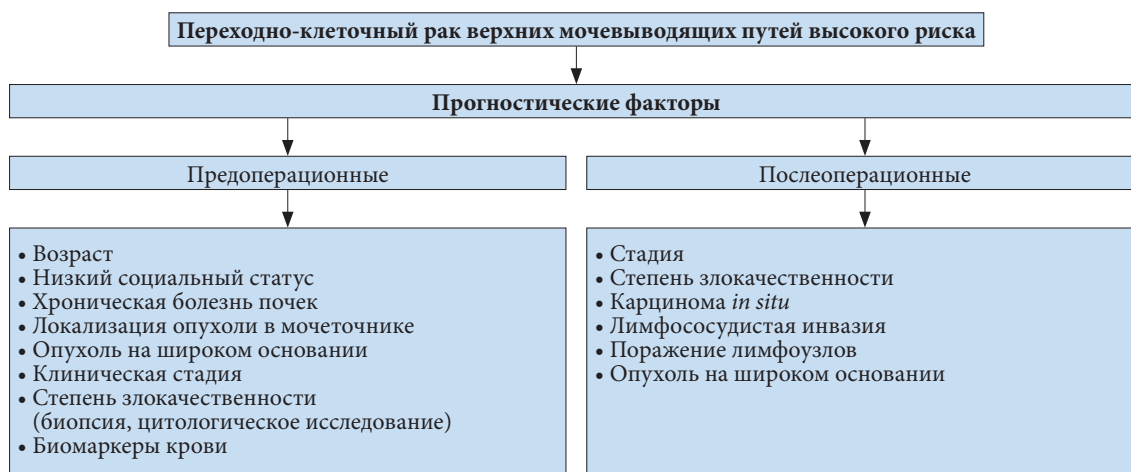 Переходно-клеточный рак верхних мочевыводящих путей высокого риска
Прогностические факторы
Предоперационные
• Возраст
• Низкий социальный статус
• Хроническая болезнь почек
• Локализация опухоли в мочеточнике
• Опухоль на широком основании
• Клиническая стадия
• Степень злокачественности
(биопсия, цитологическое исследование)
• Биомаркеры крови
Послеоперационные
• Стадия
• Степень злокачественности
• Карцинома in situ
• Лимфососудистая инвазия
• Поражение лимфоузлов
• Опухоль на широком основании